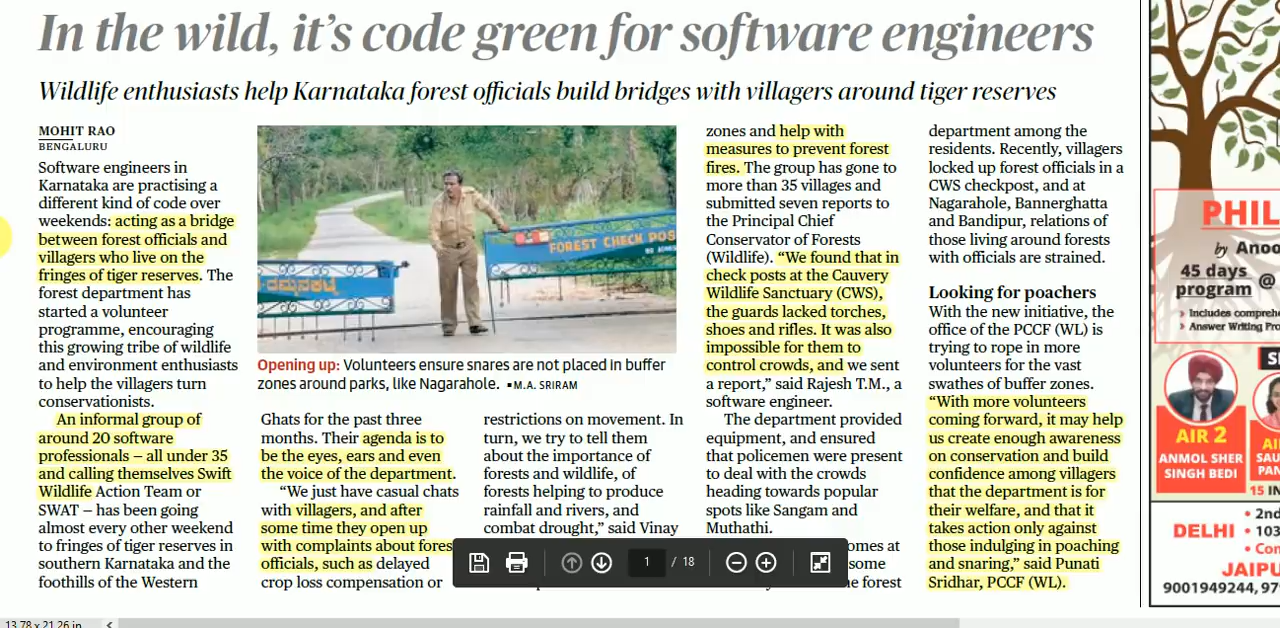 In the wild, it's code green for software engineers
Wildlife enthusiasts help Karnataka forest officials build bridges with villagers around tiger reserves
MOHIT RAO
BENGALURU
Software engineers in
Karnataka are practising a
different kind of code over
weekends: acting as a bridge
between forest officials and
villagers who live on the
fringes of tiger reserves. The
forest department has
started a volunteer
programme, encouraging
this growing tribe of wildlife
and environment enthusiasts
to help the villagers turn
conservationists.
An informal group of
around 20 software
professionals – all under 35
and calling themselves Swift
Wildlife Action Team or
SWAT – has been going
almost every other weekend
to fringes of tiger reserves in
southern Karnataka and the
foothills of the Western
FOREST CHECK POS
Opening up: Volunteers ensure snares are not placed in buffer
zones around parks, like Nagarahole. ▪ M.A. SRIRAM
Ghats for the past three
months. Their agenda is to
be the eyes, ears and even
the voice of the department.
"We just have casual chats
with villagers, and after
some time they open up
with complaints about fores
officials, such as delayed
crop loss compensation or
restrictions on movement. In
turn, we try to tell them
about the importance of
forests and wildlife, of
forests helping to produce
rainfall and rivers, and
combat drought," said Vinay
zones and help with
measures to prevent forest
fires. The group has gone to
more than 35 villages and
submitted seven reports to
the Principal Chief
Conservator of Forests
(Wildlife). "We found that in
check posts at the Cauvery
Wildlife Sanctuary (CWS),
the guards lacked torches,
shoes and rifles. It was also
impossible for them to
control crowds, and we sent
a report," said Rajesh T.M., a
software engineer.
The department provided
equipment, and ensured
that policemen were present
to deal with the crowds
heading towards popular
spots like Sangam and
Muthathi.
omes at
some
e forest
department among the
residents. Recently, villagers
locked up forest officials in a
CWS checkpost, and at
Nagarahole, Bannerghatta
and Bandipur, relations of
those living around forests
with officials are strained.
Looking for poachers
With the new initiative, the
office of the PCCF (WL) is
trying to rope in more
volunteers for the vast
swathes of buffer zones.
"With more volunteers
coming forward, it may help
us create enough awareness
on conservation and build
confidence among villagers
that the department is for
their welfare, and that it
takes action only against
those indulging in poaching
and snaring," said Punati
Sridhar, PCCF (WL).
PHIL
by Anoo
45 days
program @
› Includes comprehe
› Answer Writing Pro
S
AIR 2
ANMOL SHER
SINGH BEDI
AI
SAU
PAN
15 IN
• 2nd
DELHI • 103
• Con
JAIPU
9001949244, 97
1 / 18
13.78 x 21.26 in